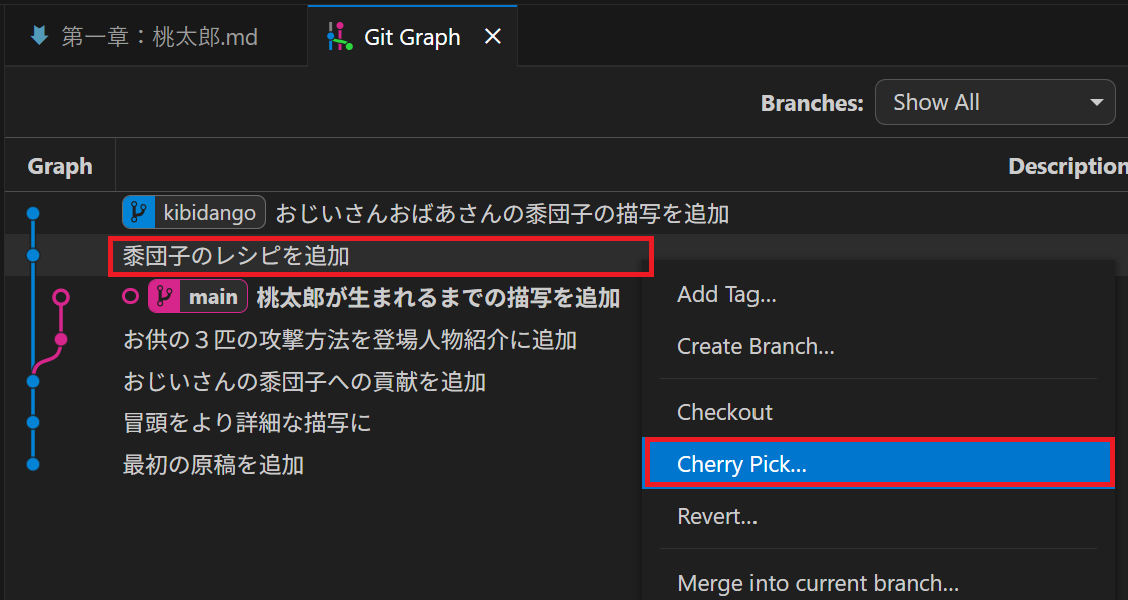 第一章：桃太郎.md
Git Graph
Branches: Show All
Graph Description
kibidango おじいさんおばあさんの黍団子の描写を追加
黍団子のレシピを追加
main 桃太郎が生まれるまでの描写を追加
お供の３匹の攻撃方法を登場人物紹介に追加
おじいさんの黍団子への貢献を追加
冒頭をより詳細な描写に
最初の原稿を追加
Add Tag...
Create Branch...
Checkout
Cherry Pick...
Revert...
Merge into current branch...